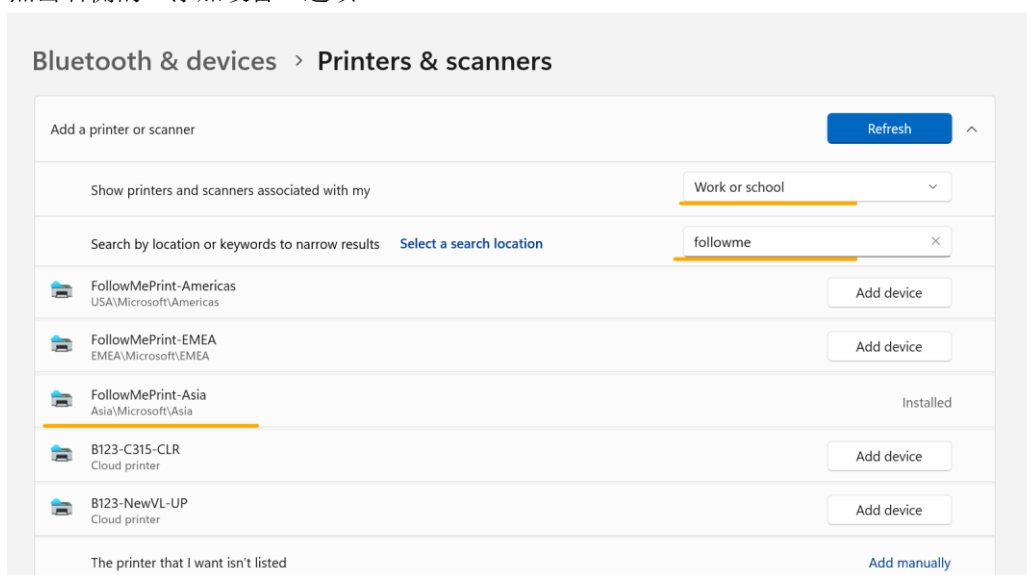 Bluetooth & devices > Printers & scanners
Add a printer or scanner
Refresh
Show printers and scanners associated with my
Work or school
Search by location or keywords to narrow results Select a search location
followme
FollowMePrint-Americas
USA\Microsoft\Americas
Add device
FollowMePrint-EMEA
EMEA\Microsoft\EMEA
Add device
FollowMePrint-Asia
Asia\Microsoft\Asia
Installed
B123-C315-CLR
Cloud printer
Add device
B123-NewVL-UP
Cloud printer
Add device
The printer that I want isn't listed
Add manually